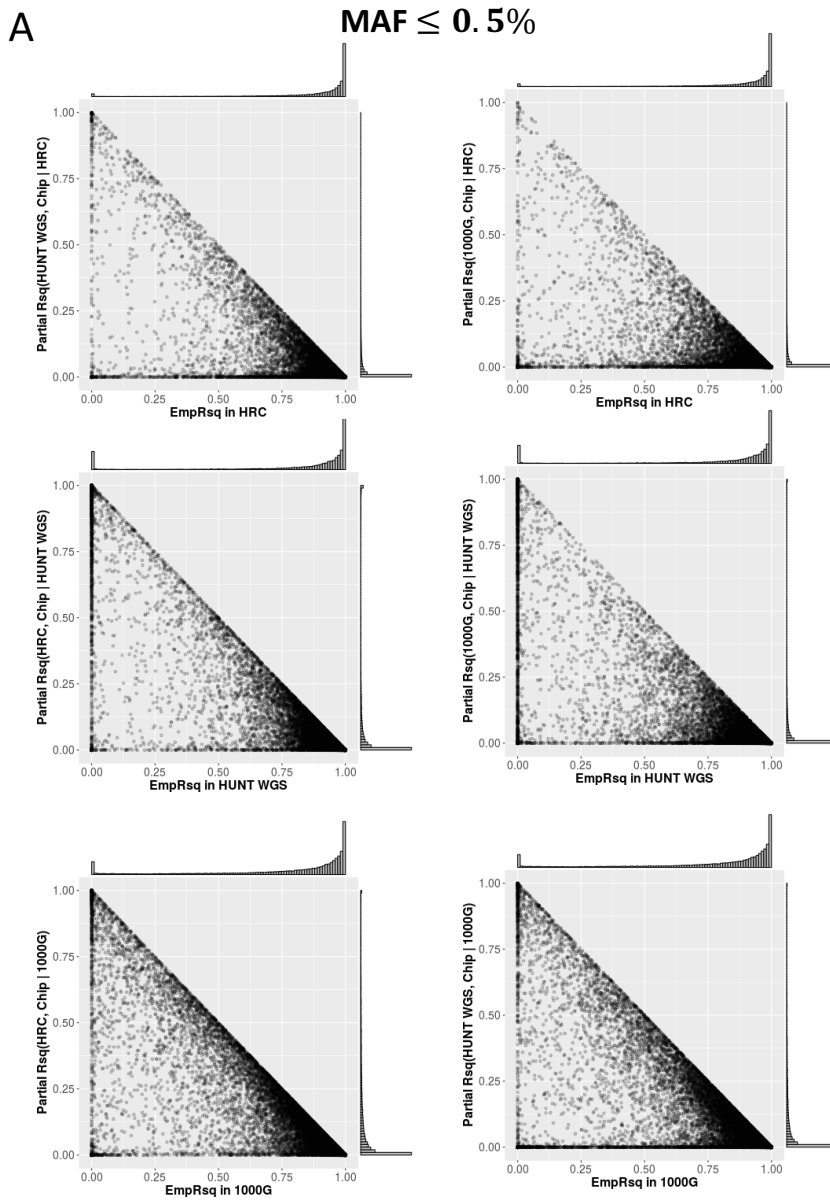 A
MAF ≤ 0.5%
1.00
0.75
0.50
0.25
0.00
Partial Rsq(HUNT WGS, Chip | HRC)
0.00 0.25 0.50 0.75 1.00
EmpRsq in HRC
1.00
0.75
0.50
0.25
0.00
Partial Rsq(1000G, Chip | HRC)
0.00 0.25 0.50 0.75 1.00
EmpRsq in HRC
1.00
0.75
0.50
0.25
0.00
Partial Rsq(HRC, Chip | HUNT WGS)
0.00 0.25 0.50 0.75 1.00
EmpRsq in HUNT WGS
1.00
0.75
0.50
0.25
0.00
Partial Rsq(1000G, Chip | HUNT WGS)
0.00 0.25 0.50 0.75 1.00
EmpRsq in HUNT WGS
1.00
0.75
0.50
0.25
0.00
Partial Rsq(HRC, Chip | 1000G)
0.00 0.25 0.50 0.75 1.00
EmpRsq in 1000G
1.00
0.75
0.50
0.25
0.00
Partial Rsq(HUNT WGS, Chip | 1000G)
0.00 0.25 0.50 0.75 1.00
EmpRsq in 1000G